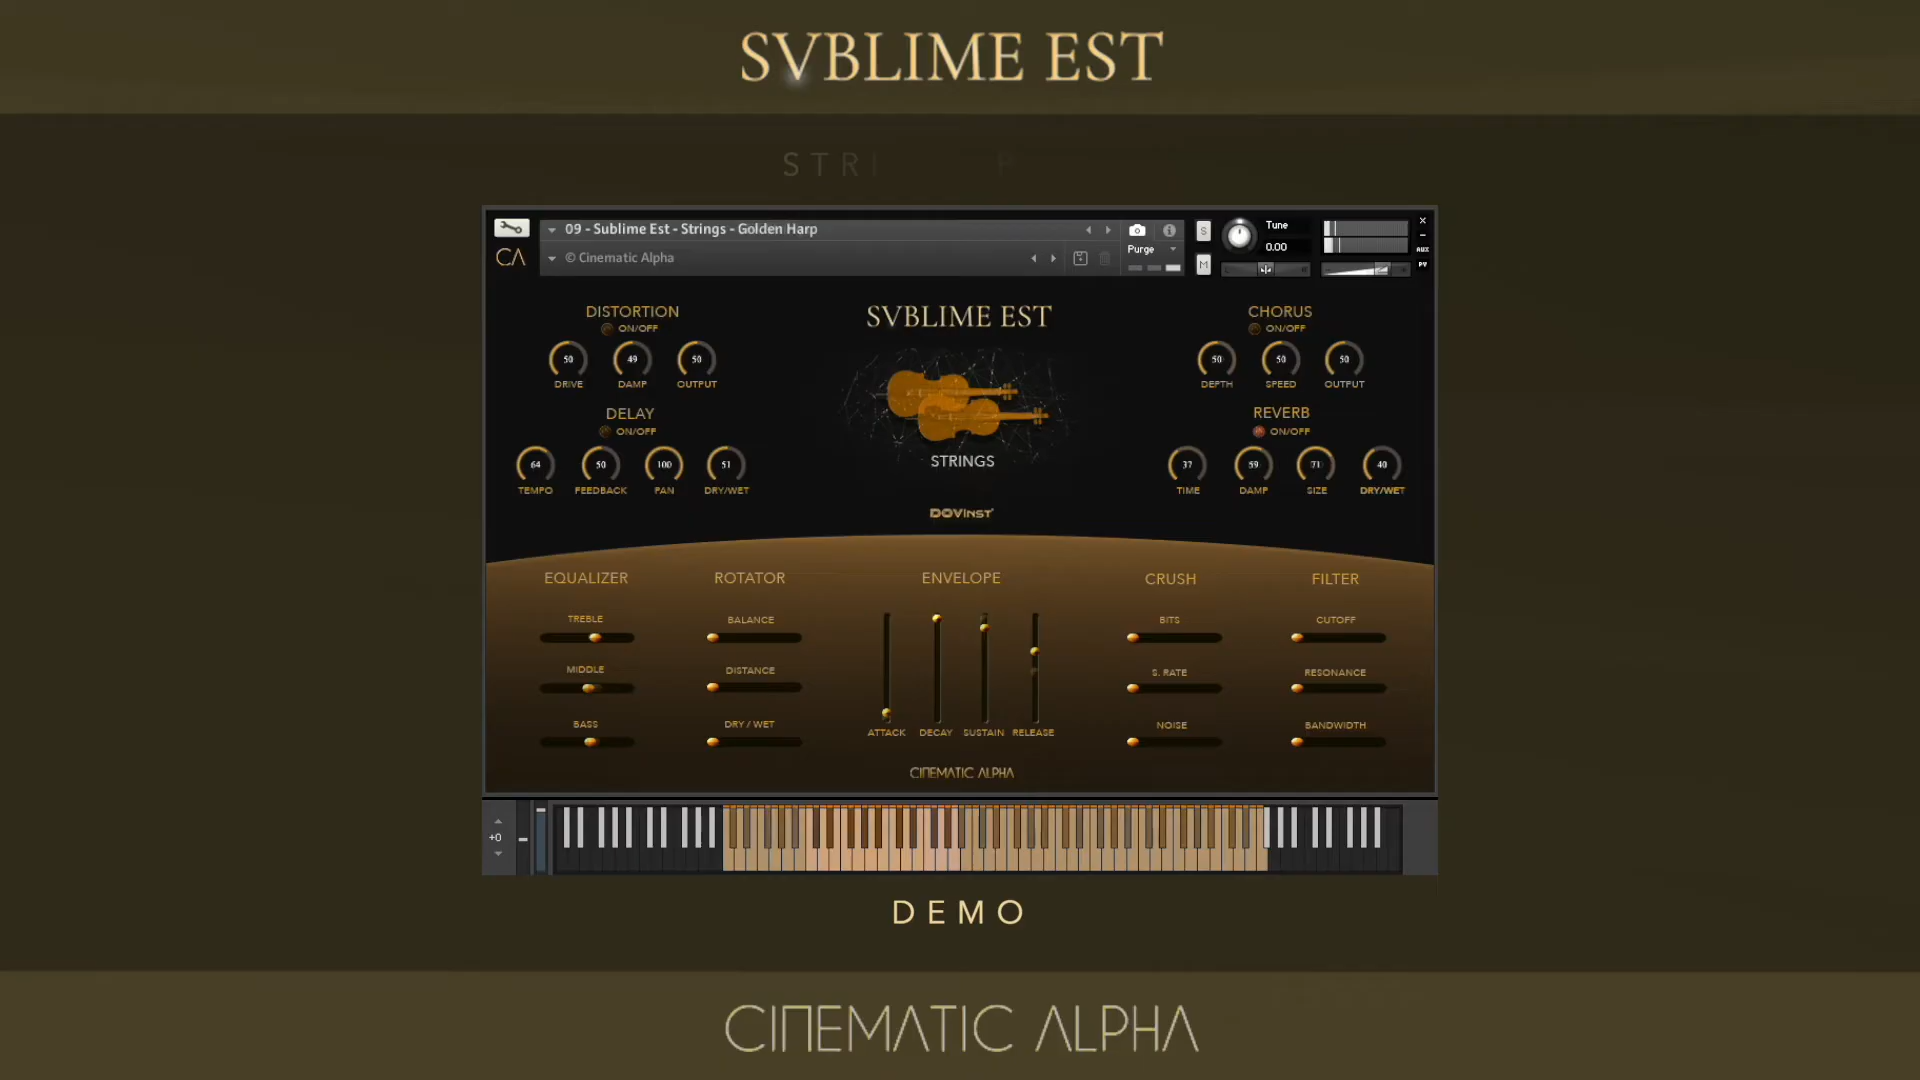 SVBLIME EST
STRI P
09 - Sublime Est - Strings - Golden Harp
© Cinematic Alpha
CA
Purge
S
M
Tune
0.00
L R
x
-
AUX
PV
DISTORTION
ON/OFF
50 49 50
DRIVE DAMP OUTPUT
DELAY
ON/OFF
64 50 100 51
TEMPO FEEDBACK PAN DRY/WET
SVBLIME EST
STRINGS
DOVINST
CHORUS
ON/OFF
50 50 50
DEPTH SPEED OUTPUT
REVERB
ON/OFF
37 59 71 40
TIME DAMP SIZE DRY/WET
EQUALIZER
TREBLE
MIDDLE
BASS
ROTATOR
BALANCE
DISTANCE
DRY / WET
ENVELOPE
ATTACK DECAY SUSTAIN RELEASE
CINEMATIC ALPHA
CRUSH
BITS
S. RATE
NOISE
FILTER
CUTOFF
RESONANCE
BANDWIDTH
+0
DEMO
CINEMATIC ALPHA